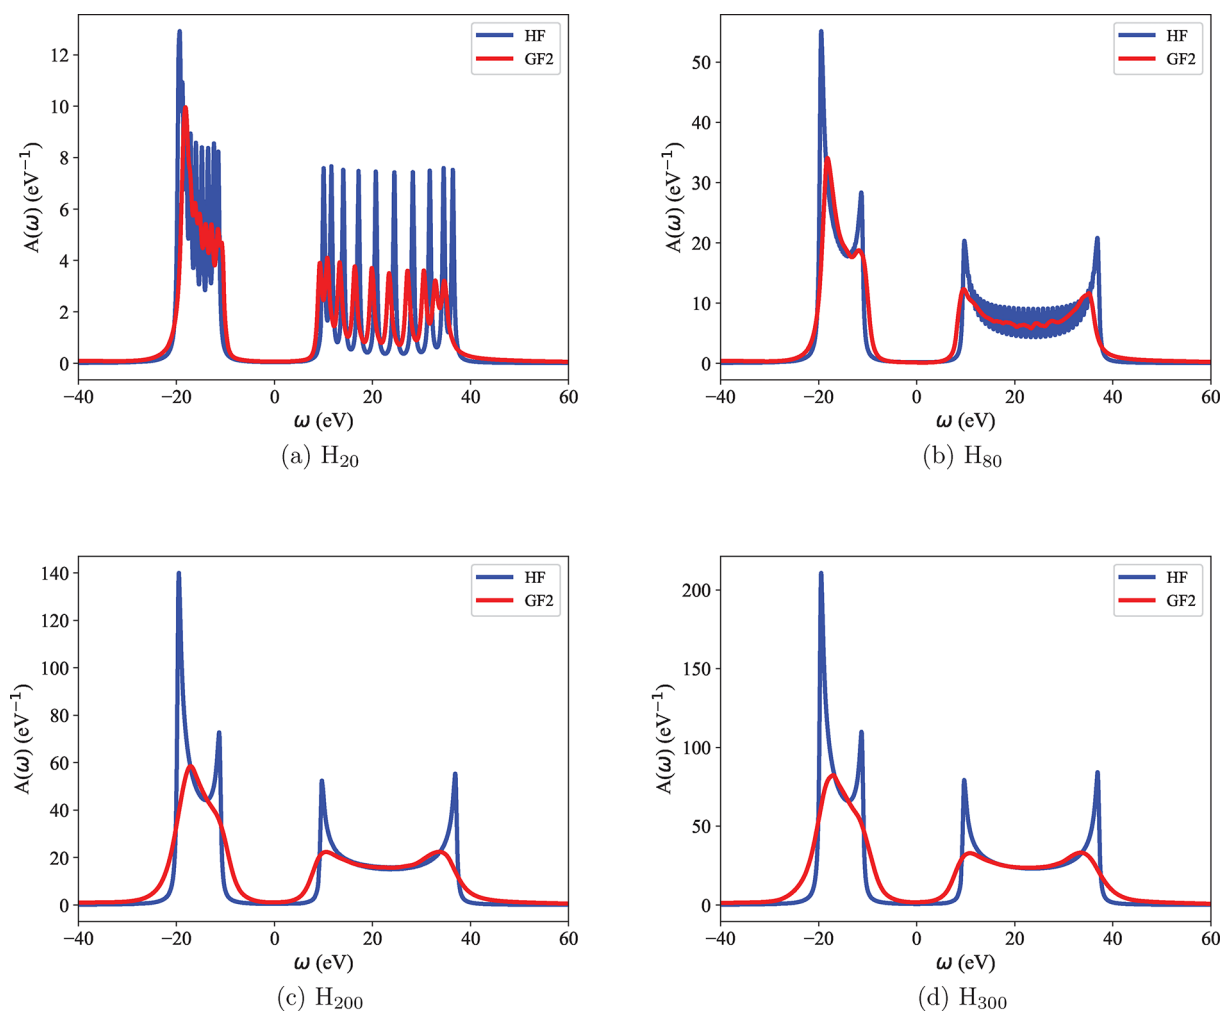 HF
GF2
12
10
8
6
4
2
0
A(ω) (eV⁻¹)
−40 −20 0 20 40 60
ω (eV)
(a) H₂₀
HF
GF2
50
40
30
20
10
0
A(ω) (eV⁻¹)
−40 −20 0 20 40 60
ω (eV)
(b) H₈₀
HF
GF2
140
120
100
80
60
40
20
0
A(ω) (eV⁻¹)
−40 −20 0 20 40 60
ω (eV)
(c) H₂₀₀
HF
GF2
200
150
100
50
0
A(ω) (eV⁻¹)
−40 −20 0 20 40 60
ω (eV)
(d) H₃₀₀